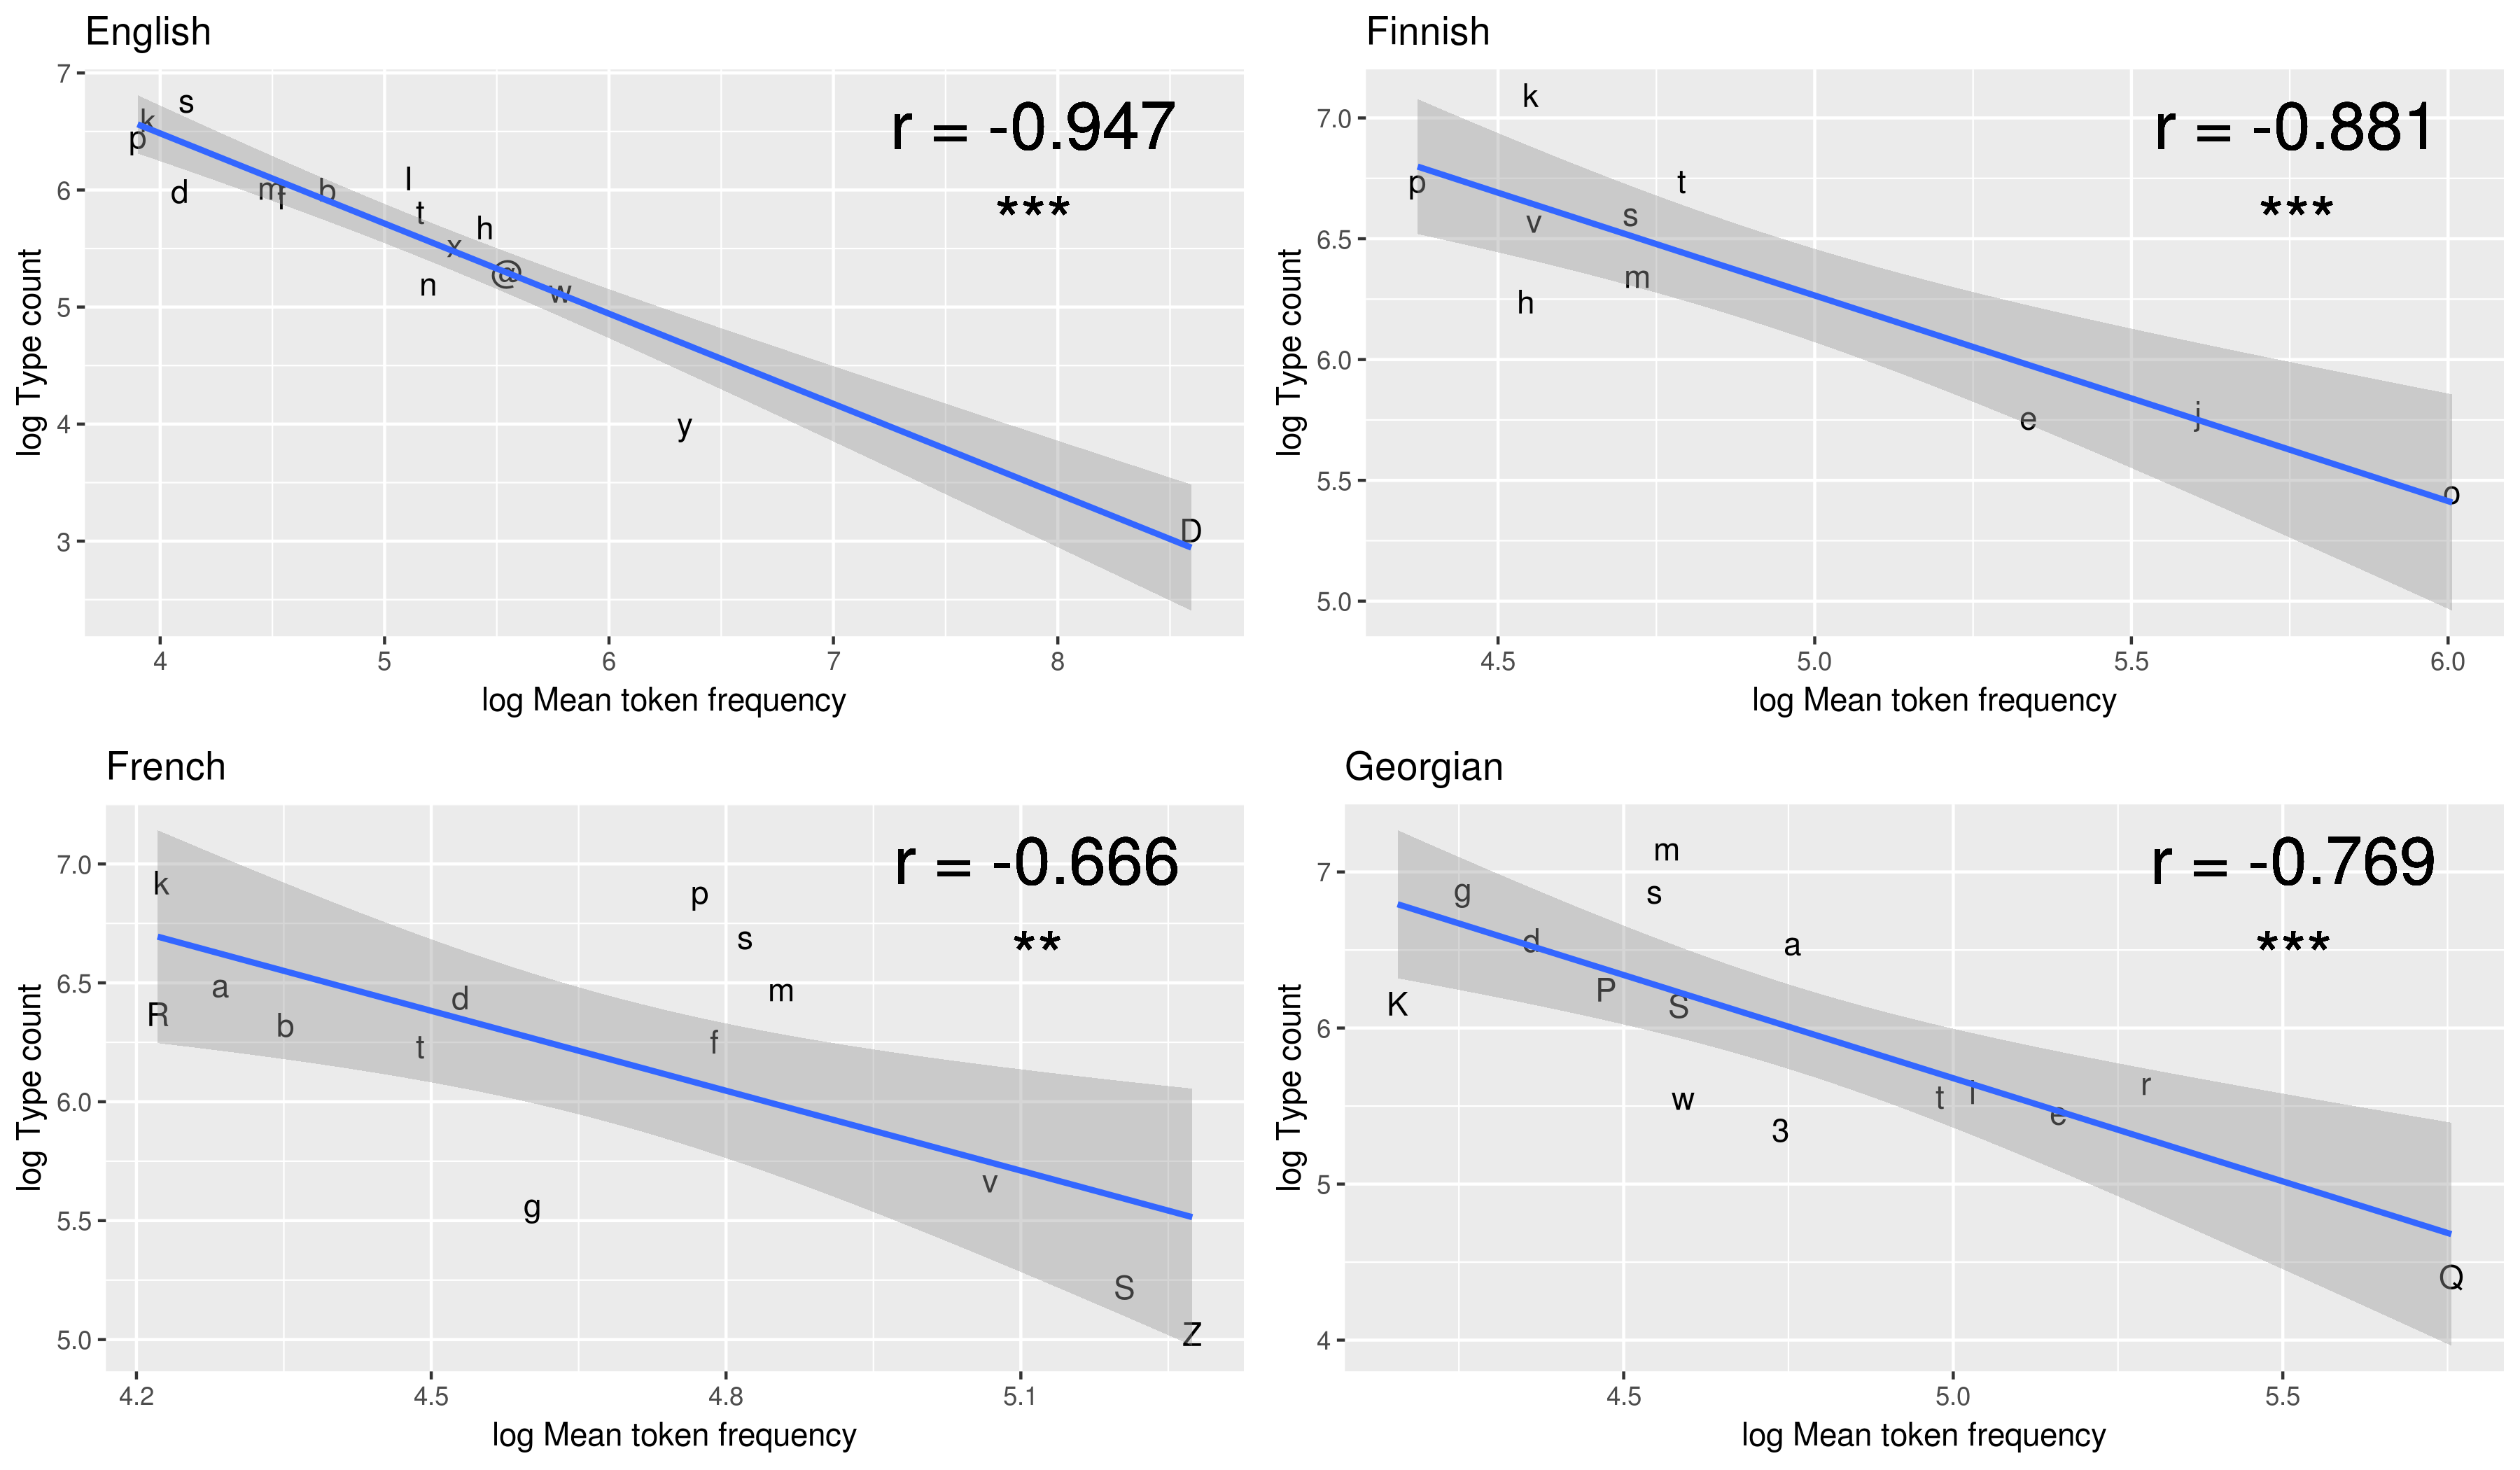 English
7
6
5
4
3
s
k
p
d
m
f
b
l
t
h
x
n
@
w
y
D
r = -0.947
***
4 5 6 7 8
log Mean token frequency
log Type count
Finnish
7.0
6.5
6.0
5.5
5.0
k
p
t
v
s
m
h
e
j
o
r = -0.881
***
4.5 5.0 5.5 6.0
log Mean token frequency
log Type count
French
7.0
6.5
6.0
5.5
5.0
k
p
s
a
m
d
R
b
t
f
v
g
S
Z
r = -0.666
**
4.2 4.5 4.8 5.1
log Mean token frequency
log Type count
Georgian
7
6
5
4
m
g
s
d
a
P
K
S
w
3
t
l
e
r
Q
r = -0.769
***
4.5 5.0 5.5
log Mean token frequency
log Type count